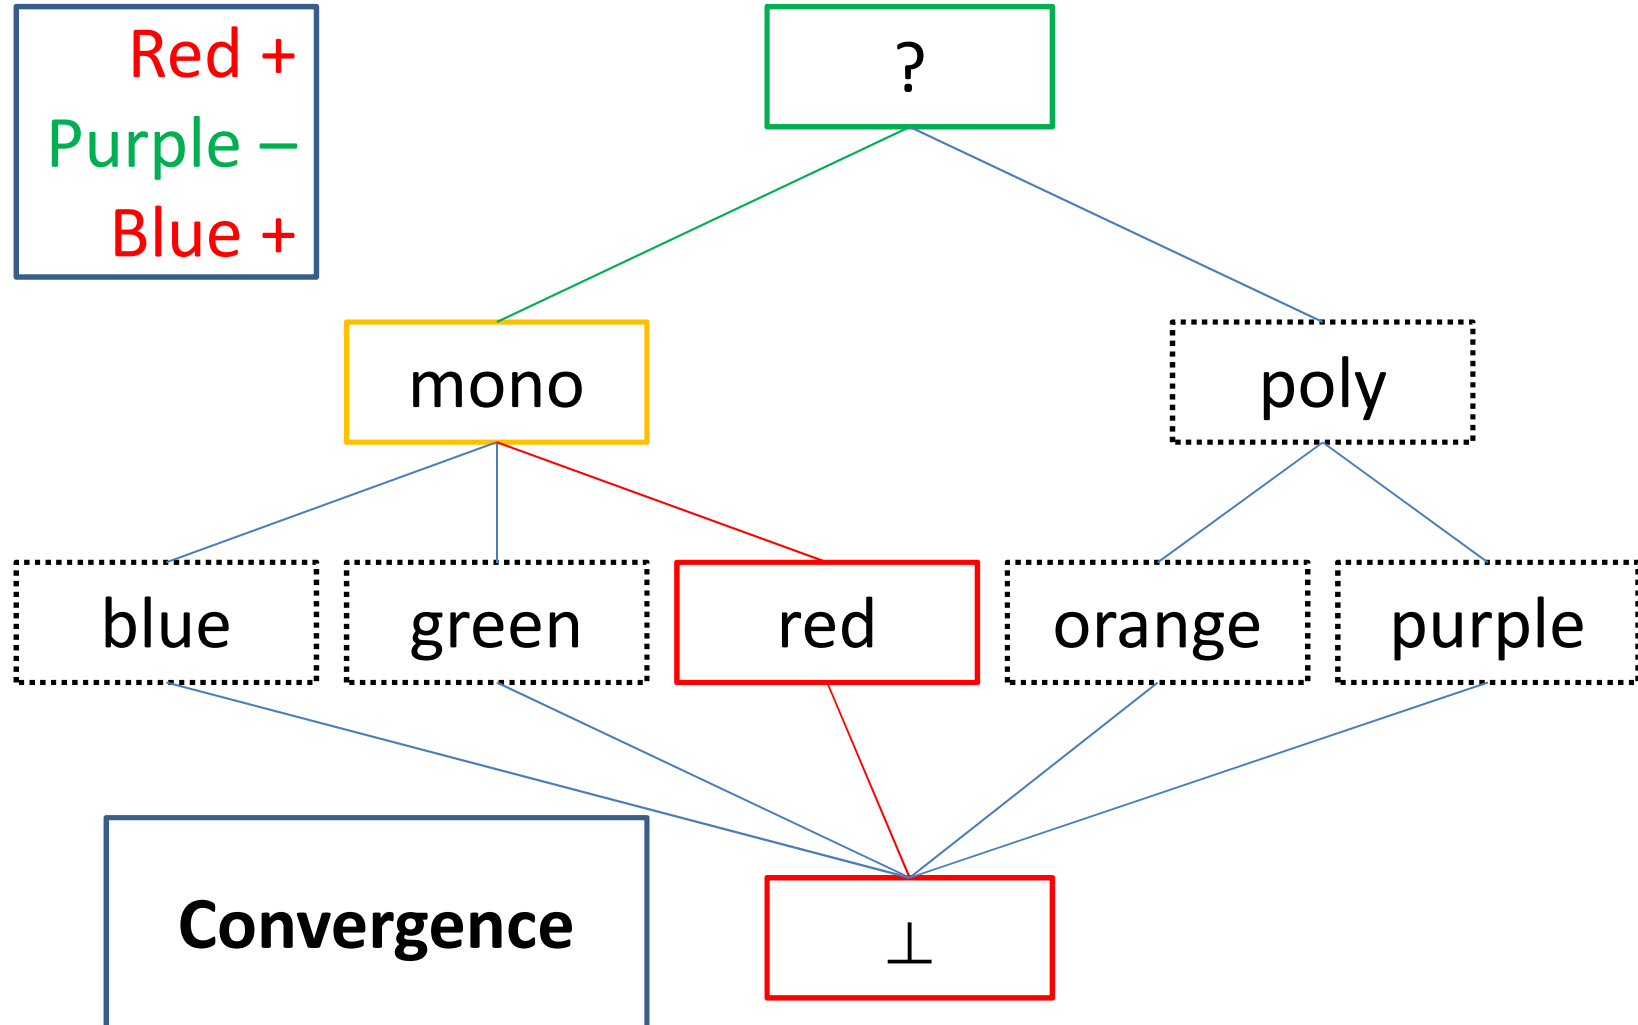 Red +
Purple –
Blue +
?
mono
poly
blue
green
red
orange
purple
Convergence
⊥